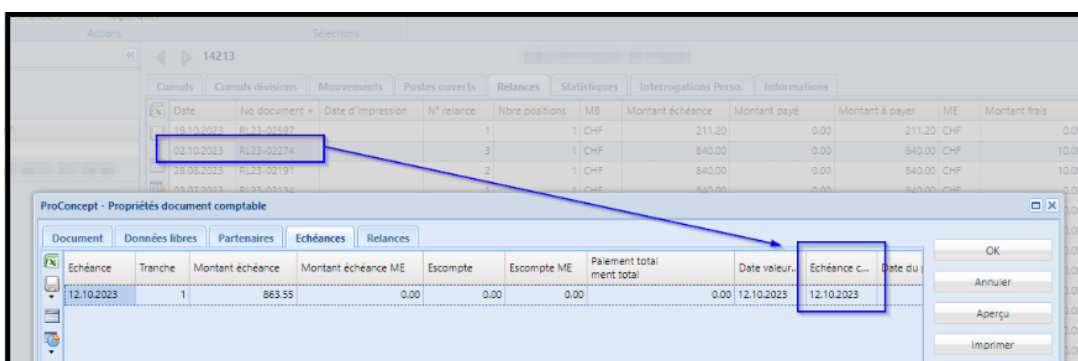 Actions Sélections
14213
Cumuls Cumuls divisions Mouvements Postes ouverts Relances Statistiques Interrogations Perso. Informations
Date No document Date d'impression N° relance Nbre positions MB Montant échéance Montant payé Montant à payer ME Montant frais
19.10.2023 RL23-02597 1 1 CHF 211.20 0.00 211.20 CHF
02.10.2023 RL23-02274 3 1 CHF 840.00 0.00 840.00 CHF 10.00
28.08.2023 RL23-02191 2 1 CHF 840.00 0.00 840.00 CHF 10.00
ProConcept - Propriétés document comptable
Document Données libres Partenaires Echéances Relances
Echéance Tranche Montant échéance Montant échéance ME Escompte Escompte ME Paiement total Date valeur... Echéance c... Date du
ment total
12.10.2023 1 863.55 0.00 0.00 0.00 0.00 12.10.2023 12.10.2023
OK
Annuler
Aperçu
Imprimer